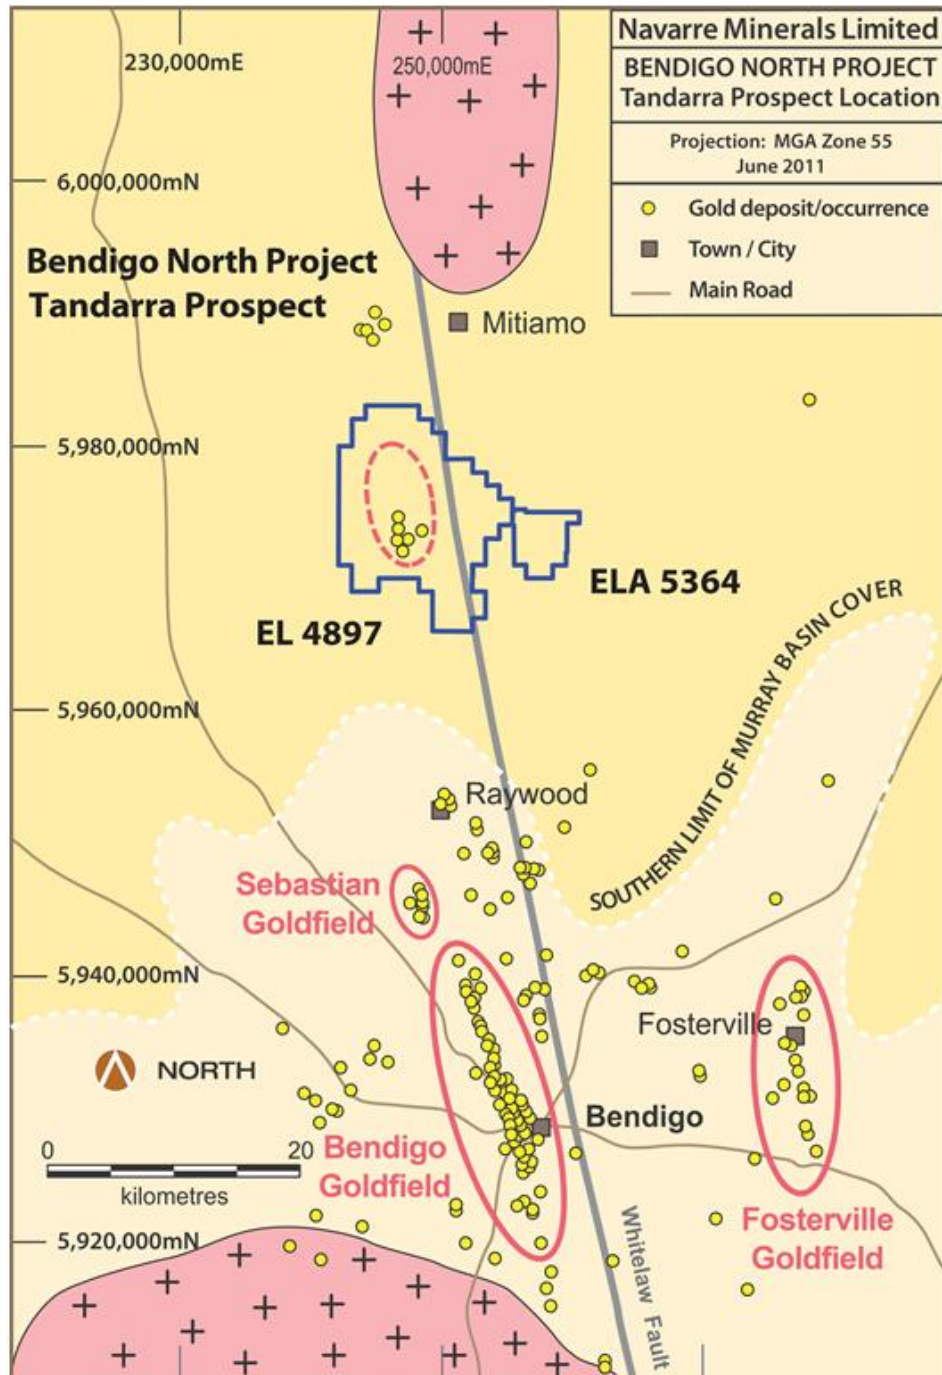 Navarre Minerals Limited
BENDIGO NORTH PROJECT
Tandarra Prospect Location
Projection: MGA Zone 55
June 2011
Gold deposit/occurrence
Town / City
Main Road
230,000mE
250,000mE
6,000,000mN
Bendigo North Project
Tandarra Prospect
Mitiamo
5,980,000mN
ELA 5364
EL 4897
SOUTHERN LIMIT OF MURRAY BASIN COVER
5,960,000mN
Raywood
Sebastian
Goldfield
5,940,000mN
Fosterville
NORTH
Bendigo
0 20
kilometres
Bendigo
Goldfield
Whitelaw Fault
Fosterville
Goldfield
5,920,000mN